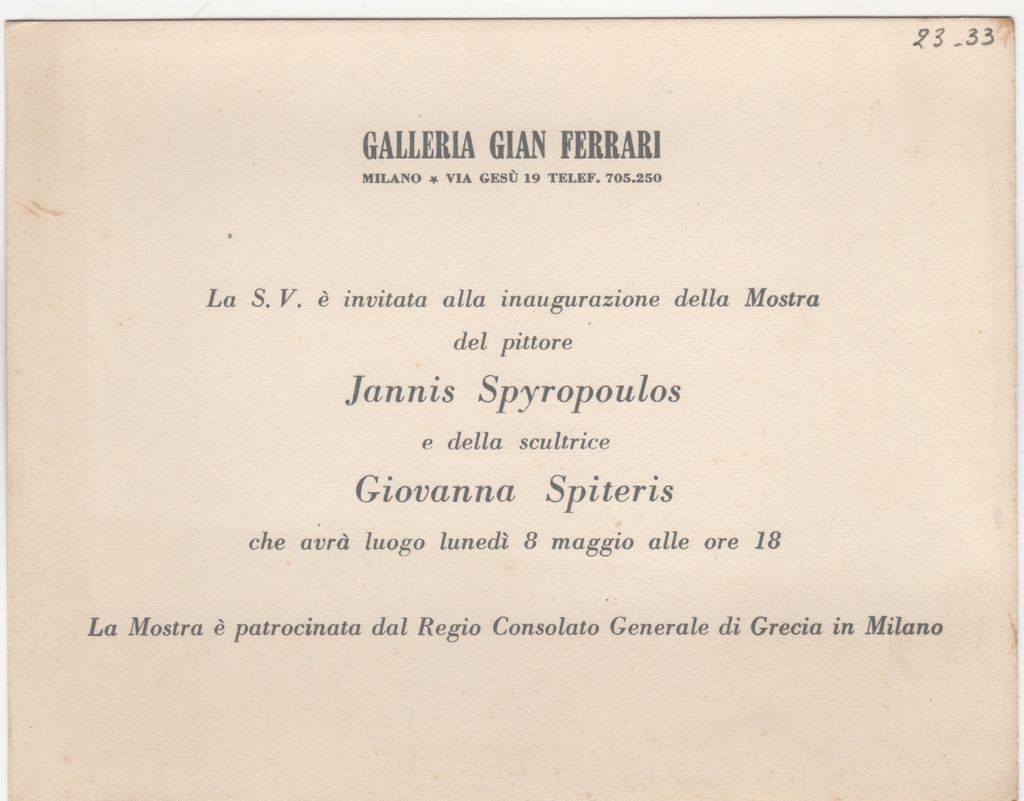 23-33
GALLERIA GIAN FERRARI
MILANO ★ VIA GESÙ 19 TELEF. 705.250
La S. V. è invitata alla inaugurazione della Mostra
del pittore
Jannis Spyropoulos
e della scultrice
Giovanna Spiteris
che avrà luogo lunedì 8 maggio alle ore 18
La Mostra è patrocinata dal Regio Consolato Generale di Grecia in Milano